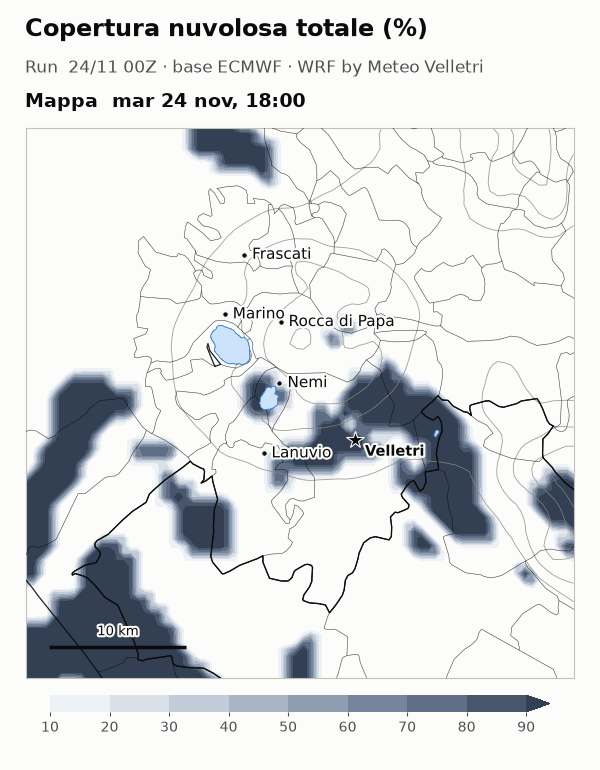 Copertura nuvolosa totale (%)
Run  24/11 00Z · base ECMWF · WRF by Meteo Velletri
Mappa  mar 24 nov, 18:00
Frascati
Marino
Rocca di Papa
Nemi
Velletri
Lanuvio
10 km
10 20 30 40 50 60 70 80 90